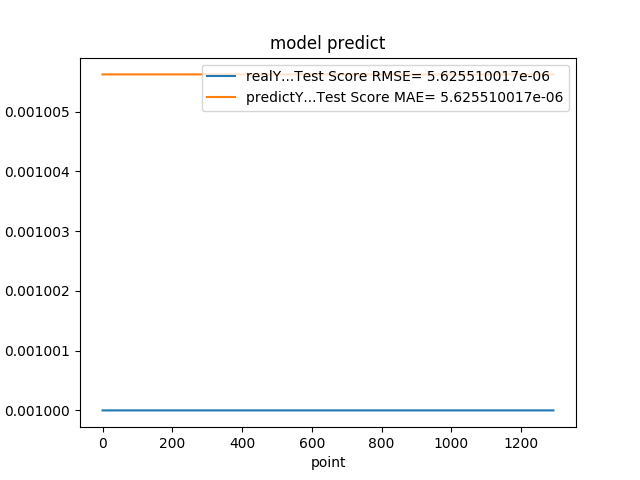 model predict
realY...Test Score RMSE= 5.625510017e-06
predictY...Test Score MAE= 5.625510017e-06
0.001005
0.001004
0.001003
0.001002
0.001001
0.001000
0 200 400 600 800 1000 1200
point